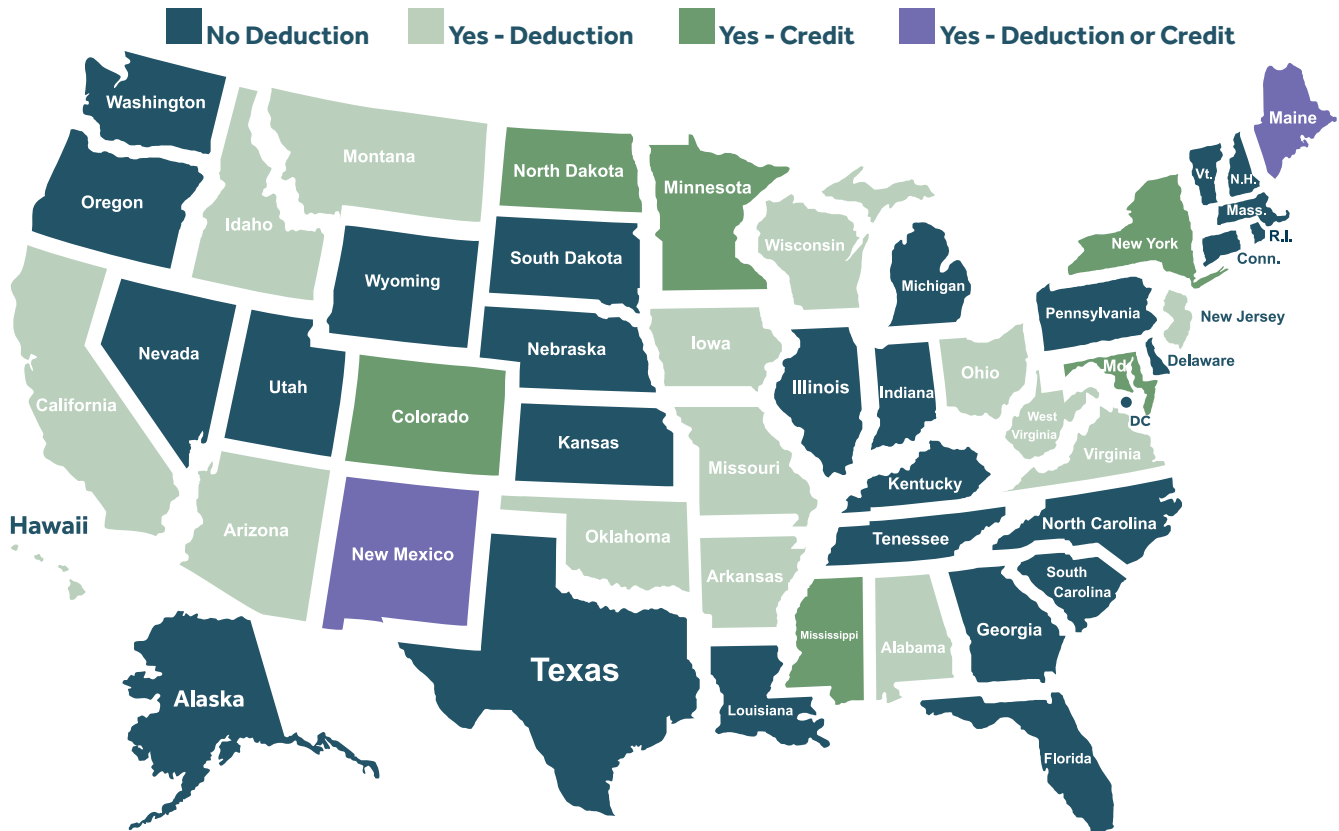 No Deduction
Yes - Deduction
Yes - Credit
Yes - Deduction or Credit
Washington
Maine
Montana
North Dakota
Minnesota
Vt.
N.H.
Oregon
Idaho
Mass.
Wisconsin
New York
R.I.
South Dakota
Conn.
Wyoming
Michigan
Pennsylvania
New Jersey
Nevada
Nebraska
Iowa
Delaware
Utah
Illinois
Indiana
Ohio
Md.
California
Colorado
DC
West
Virginia
Kansas
Virginia
Missouri
Kentucky
Hawaii
Arizona
North Carolina
Oklahoma
Tenessee
New Mexico
Arkansas
South
Carolina
Mississippi
Georgia
Alabama
Texas
Alaska
Louisiana
Florida